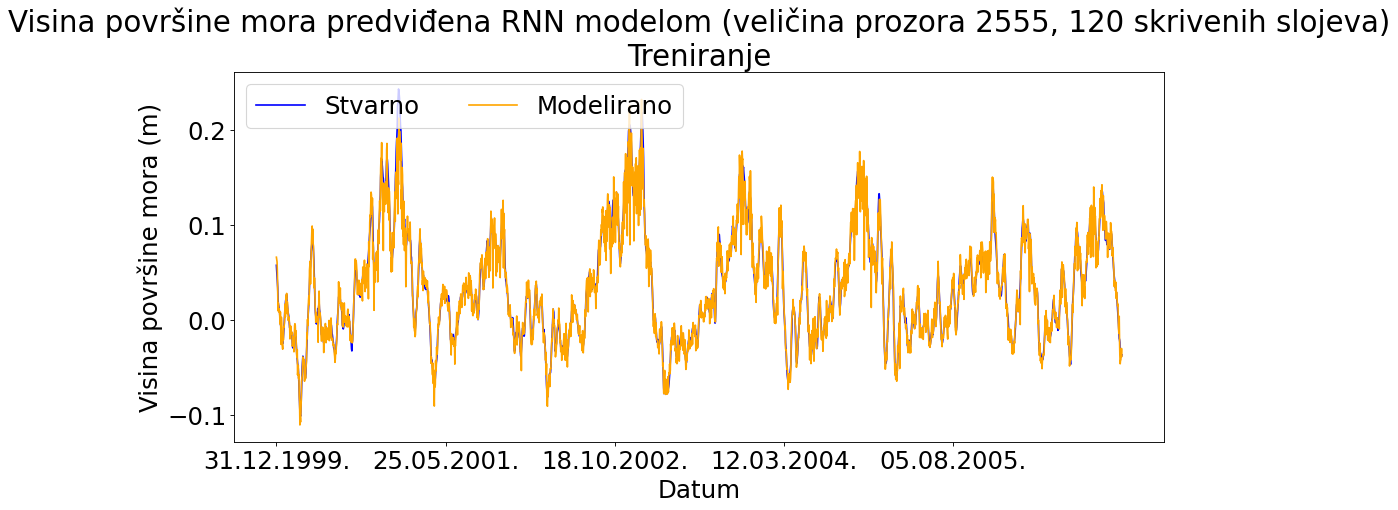 Visina površine mora predviđena RNN modelom (veličina prozora 2555, 120 skrivenih slojeva)
Treniranje
Stvarno Modelirano
Visina površine mora (m)
0.2
0.1
0.0
−0.1
31.12.1999. 25.05.2001. 18.10.2002. 12.03.2004. 05.08.2005.
Datum